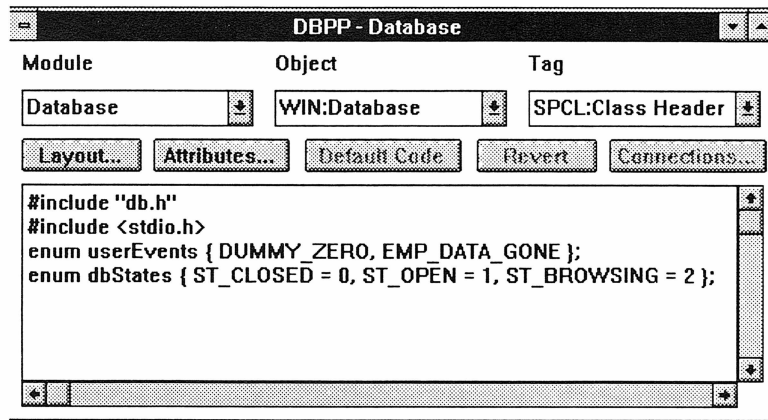 DBPP - Database
Module Object Tag
Database WIN:Database SPCL:Class Header
Layout... Attributes... Default Code Revert Connections...
#include "db.h"
#include <stdio.h>
enum userEvents { DUMMY_ZERO, EMP_DATA_GONE };
enum dbStates { ST_CLOSED = 0, ST_OPEN = 1, ST_BROWSING = 2 };